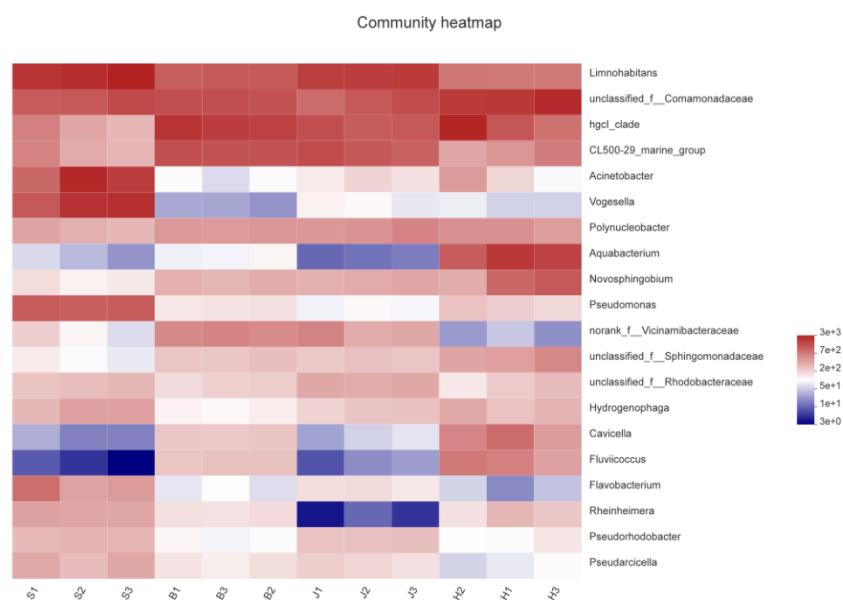 Community heatmap
Limnohabitans
unclassified_f__Comamonadaceae
hgcl_clade
CL500-29_marine_group
Acinetobacter
Vogesella
Polynucleobacter
Aquabacterium
Novosphingobium
Pseudomonas
norank_f__Vicinamibacteraceae
unclassified_f__Sphingomonadaceae
unclassified_f__Rhodobacteraceae
Hydrogenophaga
Cavicella
Fluviicoccus
Flavobacterium
Rheinheimera
Pseudorhodobacter
Pseudarcicella
S1 S2 S3 B1 B3 B2 J1 J2 J3 H2 H1 H3
3e+3
7e+2
2e+2
5e+1
1e+1
3e+0